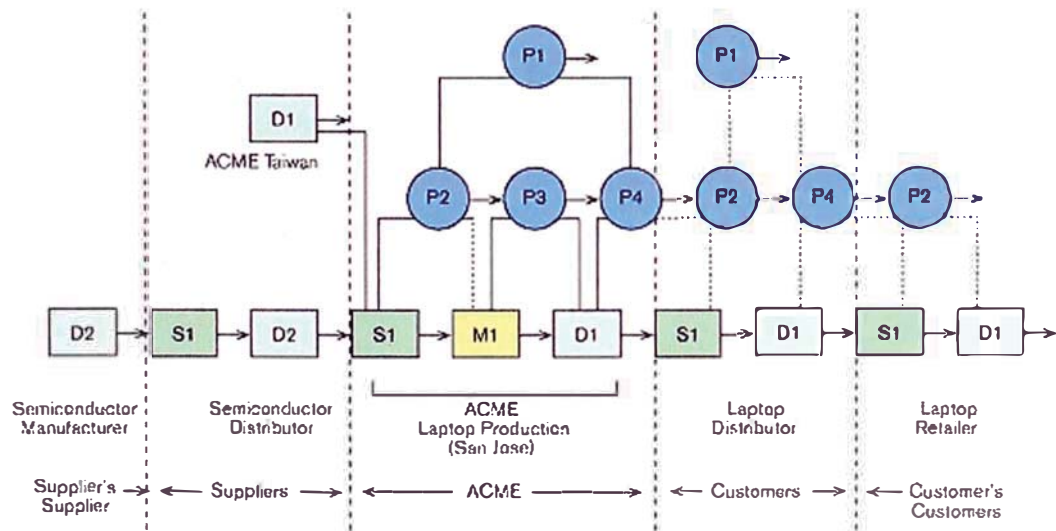 P1
P1
D1
ACME Taiwan
P2
P3
P4
P2
P4
P2
D2
S1
D2
S1
M1
D1
S1
D1
S1
D1
Semiconductor
Manufacturer
Semiconductor
Distributor
ACME
Laptop Production
(San Jose)
Laptop
Distributor
Laptop
Retailer
Supplier's
Supplier
Suppliers
ACME
Customers
Customer's
Customers